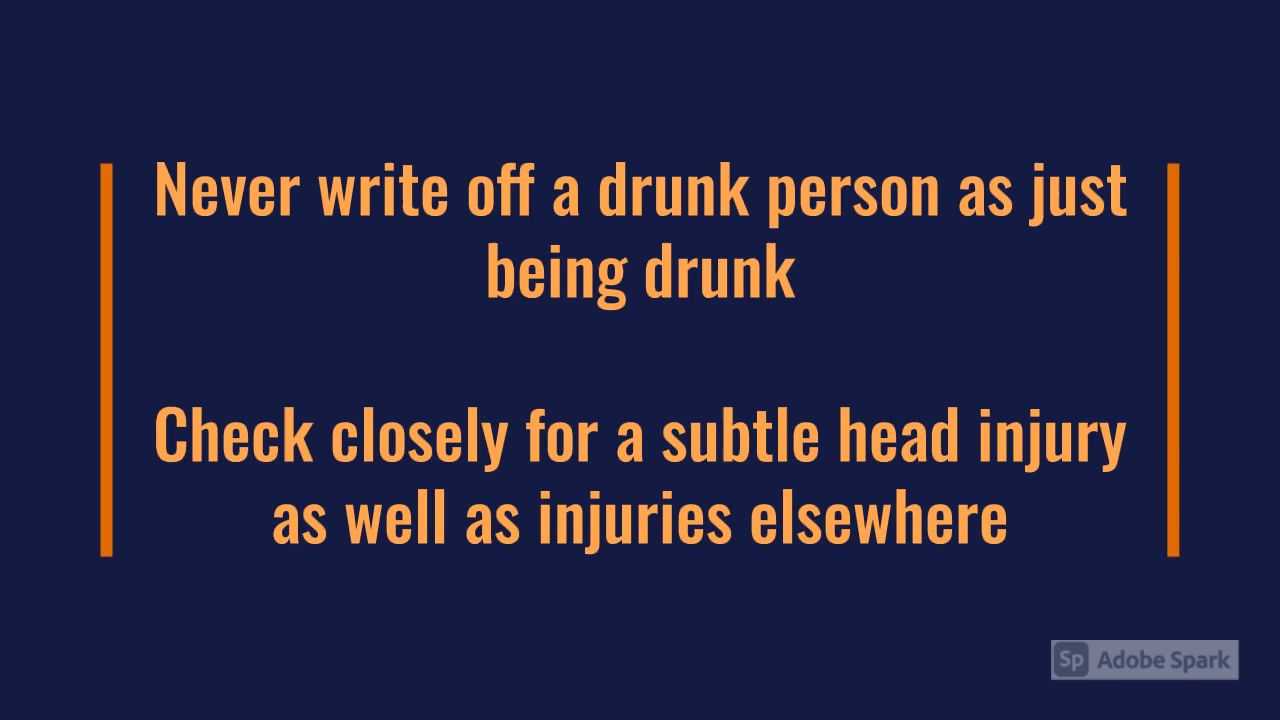 Never write off a drunk person as just
being drunk
Check closely for a subtle head injury
as well as injuries elsewhere
Sp Adobe Spark